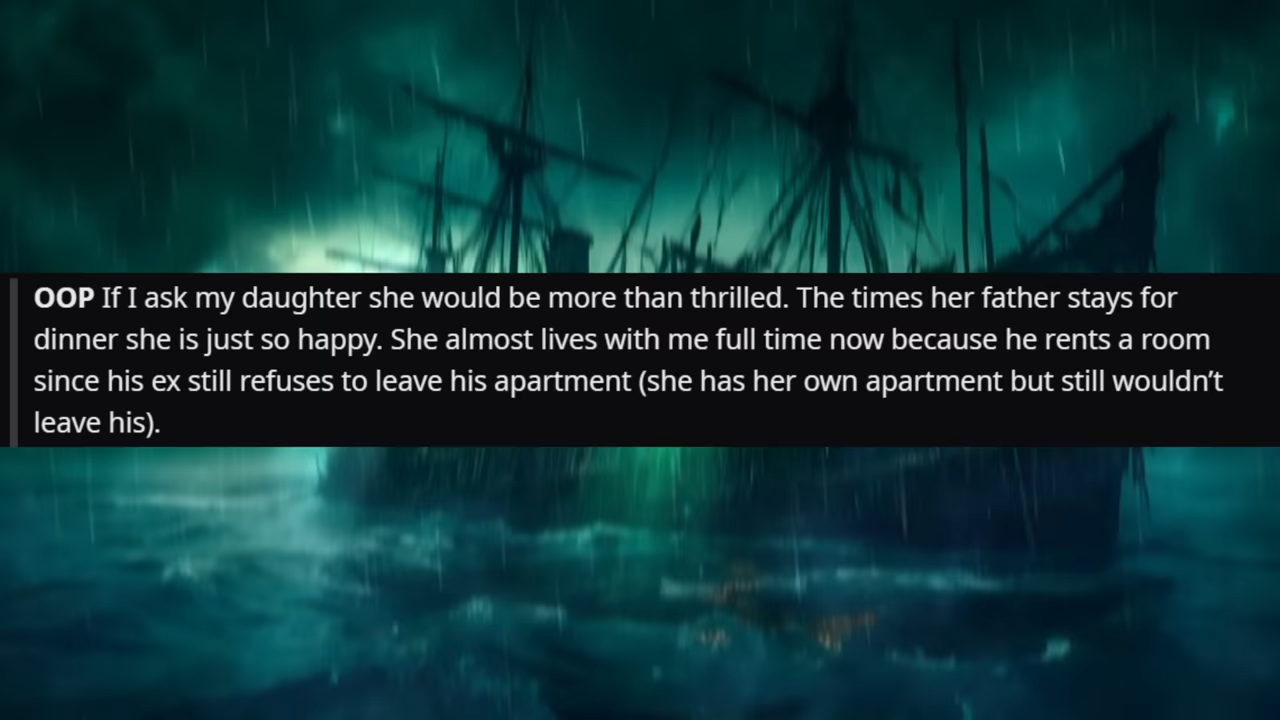 OOP If I ask my daughter she would be more than thrilled. The times her father stays for
dinner she is just so happy. She almost lives with me full time now because he rents a room
since his ex still refuses to leave his apartment (she has her own apartment but still wouldn’t
leave his).